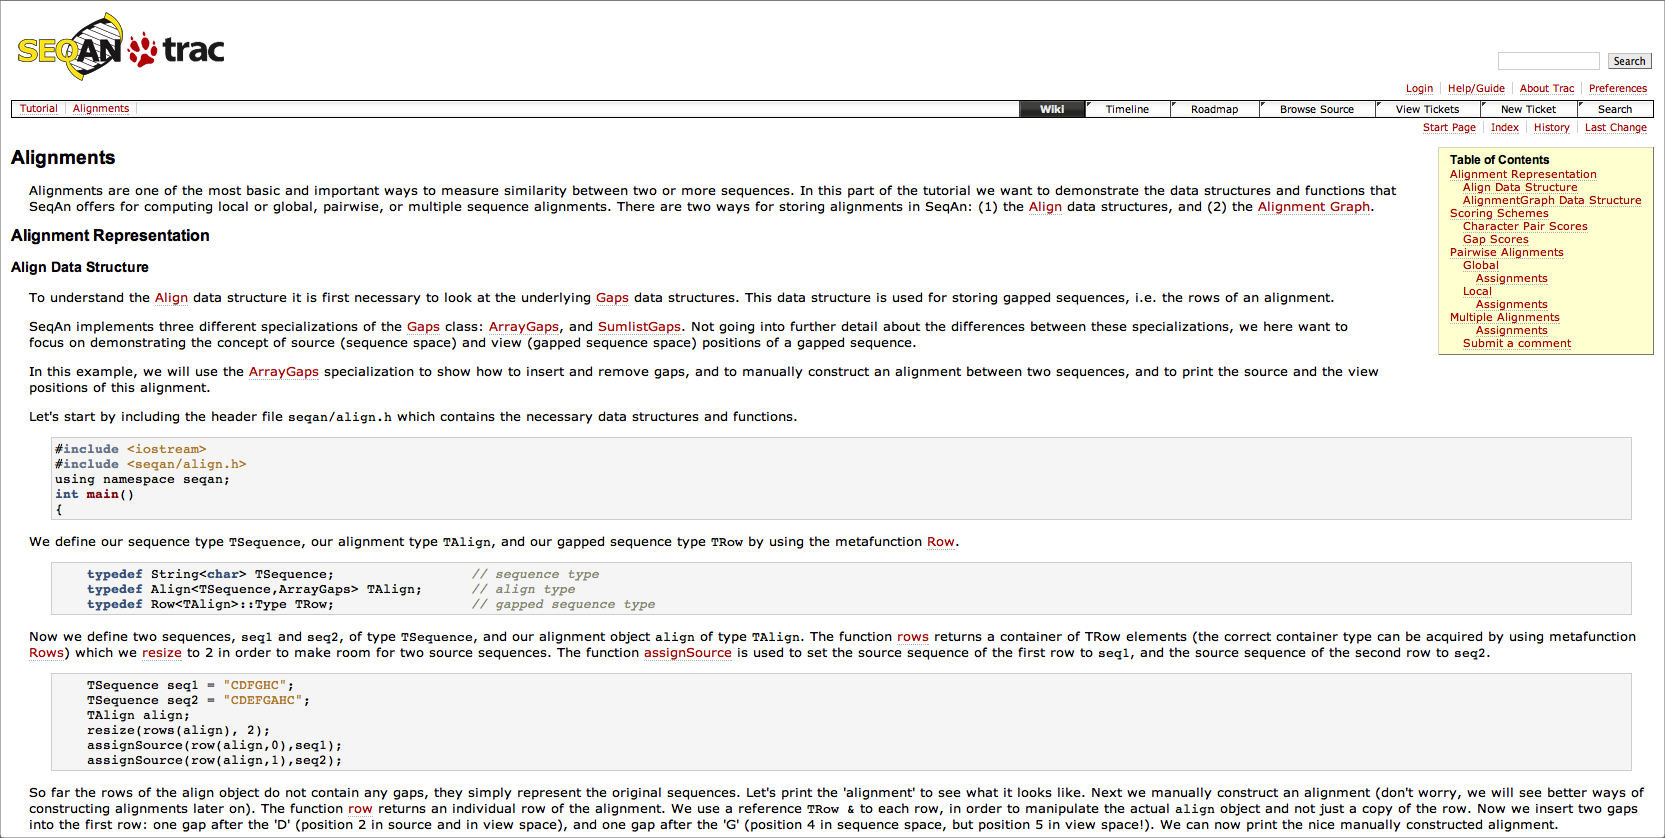 SEQAN trac
Search
Login Help/Guide About Trac Preferences
Tutorial Alignments Wiki Timeline Roadmap Browse Source View Tickets New Ticket Search
Start Page Index History Last Change
Alignments
Alignments are one of the most basic and important ways to measure similarity between two or more sequences. In this part of the tutorial we want to demonstrate the data structures and functions that
SeqAn offers for computing local or global, pairwise, or multiple sequence alignments. There are two ways for storing alignments in SeqAn: (1) the Align data structures, and (2) the Alignment Graph.
Table of Contents
Alignment Representation
Align Data Structure
AlignmentGraph Data Structure
Scoring Schemes
Character Pair Scores
Gap Scores
Pairwise Alignments
Global
Assignments
Local
Assignments
Multiple Alignments
Assignments
Submit a comment
Alignment Representation
Align Data Structure
To understand the Align data structure it is first necessary to look at the underlying Gaps data structures. This data structure is used for storing gapped sequences, i.e. the rows of an alignment.
SeqAn implements three different specializations of the Gaps class: ArrayGaps, and SumlistGaps. Not going into further detail about the differences between these specializations, we here want to
focus on demonstrating the concept of source (sequence space) and view (gapped sequence space) positions of a gapped sequence.
In this example, we will use the ArrayGaps specialization to show how to insert and remove gaps, and to manually construct an alignment between two sequences, and to print the source and the view
positions of this alignment.
Let's start by including the header file seqan/align.h which contains the necessary data structures and functions.
#include <iostream>
#include <seqan/align.h>
using namespace seqan;
int main()
{
We define our sequence type TSequence, our alignment type TAlign, and our gapped sequence type TRow by using the metafunction Row.
typedef String<char> TSequence; // sequence type
typedef Align<TSequence,ArrayGaps> TAlign; // align type
typedef Row<TAlign>::Type TRow; // gapped sequence type
Now we define two sequences, seq1 and seq2, of type TSequence, and our alignment object align of type TAlign. The function rows returns a container of TRow elements (the correct container type can be acquired by using metafunction
Rows) which we resize to 2 in order to make room for two source sequences. The function assignSource is used to set the source sequence of the first row to seq1, and the source sequence of the second row to seq2.
TSequence seq1 = "CDFGHC";
TSequence seq2 = "CDEFGAHC";
TAlign align;
resize(rows(align), 2);
assignSource(row(align,0),seq1);
assignSource(row(align,1),seq2);
So far the rows of the align object do not contain any gaps, they simply represent the original sequences. Let's print the 'alignment' to see what it looks like. Next we manually construct an alignment (don't worry, we will see better ways of
constructing alignments later on). The function row returns an individual row of the alignment. We use a reference TRow & to each row, in order to manipulate the actual align object and not just a copy of the row. Now we insert two gaps
into the first row: one gap after the 'D' (position 2 in source and in view space), and one gap after the 'G' (position 4 in sequence space, but position 5 in view space!). We can now print the nice manually constructed alignment.